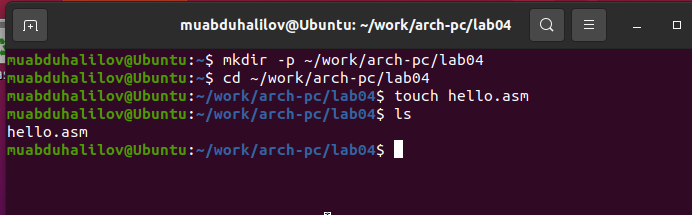 muabduhalilov@Ubuntu: ~/work/arch-pc/lab04
muabduhalilov@Ubuntu:~$ mkdir -p ~/work/arch-pc/lab04
muabduhalilov@Ubuntu:~$ cd ~/work/arch-pc/lab04
muabduhalilov@Ubuntu:~/work/arch-pc/lab04$ touch hello.asm
muabduhalilov@Ubuntu:~/work/arch-pc/lab04$ ls
hello.asm
muabduhalilov@Ubuntu:~/work/arch-pc/lab04$